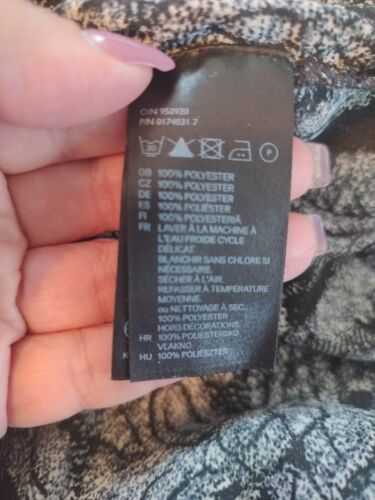 O/N 950920
P/N 0174031 7
P
GB 100% POLYESTER
CZ 100% POLYESTER
DE 100% POLYESTER
ES 100% POLIÉSTER
FI 100% POLYESTERIÄ
FR LAVER À LA MACHINE À
L'EAU FROIDE CYCLE
DÉLICAT.
BLANCHIR SANS CHLORE SI
NÉCESSAIRE.
SÉCHER À L'AIR.
REPASSER À TEMPÉRATURE
MOYENNE.
ou NETTOYAGE À SEC.
100% POLYESTER
HORS DÉCORATIONS.
HR 100% POLIESTERSKO
VLAKNO
HU 100% POLIÉSZTER